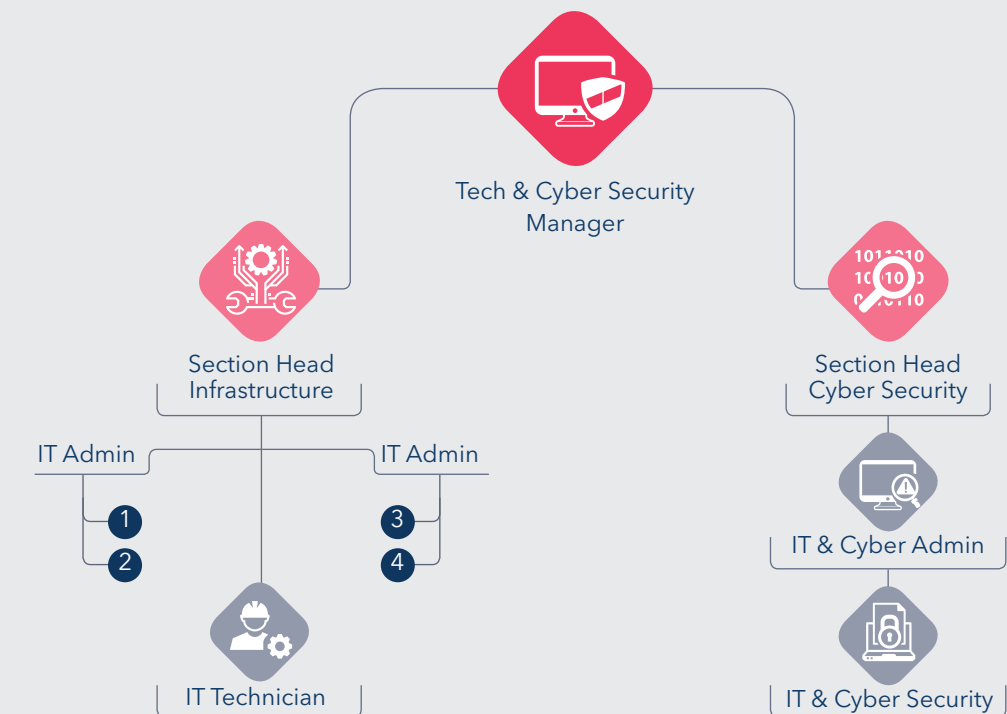 Tech & Cyber Security
Manager
Section Head
Infrastructure
IT Admin
1
2
IT Admin
3
4
IT Technician
1011010
Section Head
Cyber Security
IT & Cyber Admin
IT & Cyber Security